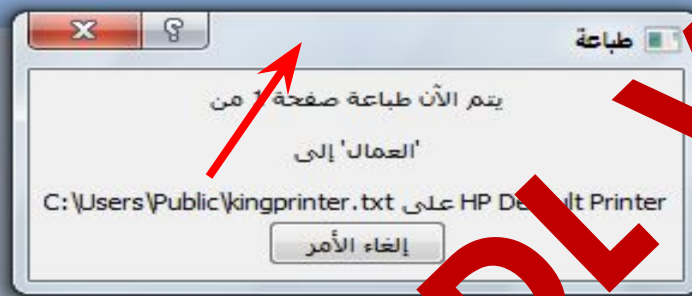 طباعة
يتم الآن طباعة صفحة 1 من
'العمال' إلى
HP Default Printer على C:\Users\Public\kingprinter.txt
إلغاء الأمر